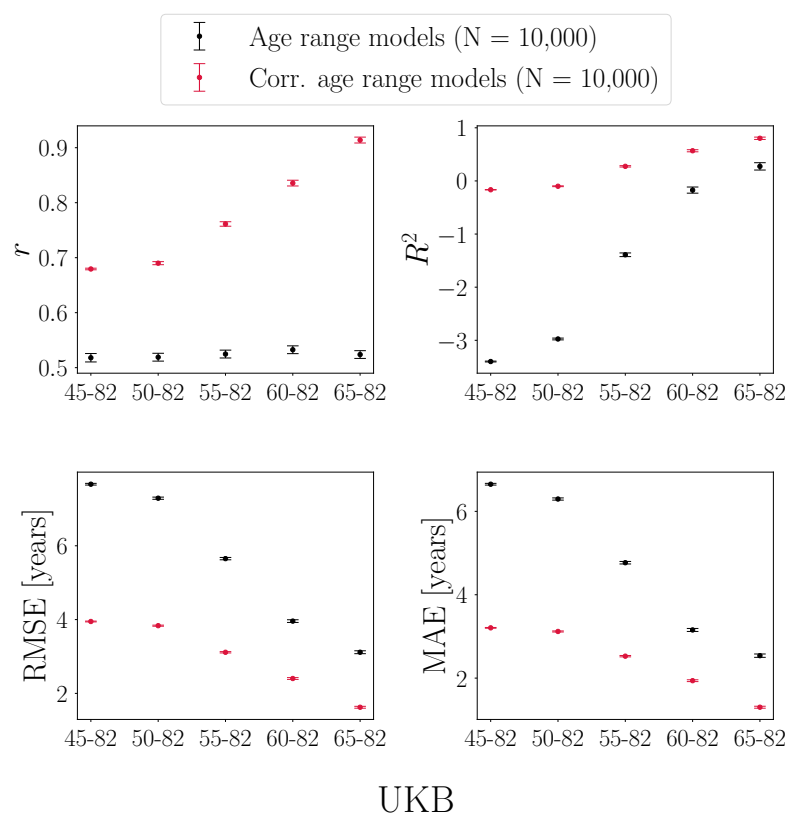 Age range models (N = 10,000)
Corr. age range models (N = 10,000)
0.9
0.8
0.7
0.6
0.5
r
45-82 50-82 55-82 60-82 65-82
1
0
−1
−2
−3
R²
45-82 50-82 55-82 60-82 65-82
6
4
2
RMSE [years]
45-82 50-82 55-82 60-82 65-82
6
4
2
MAE [years]
45-82 50-82 55-82 60-82 65-82
UKB